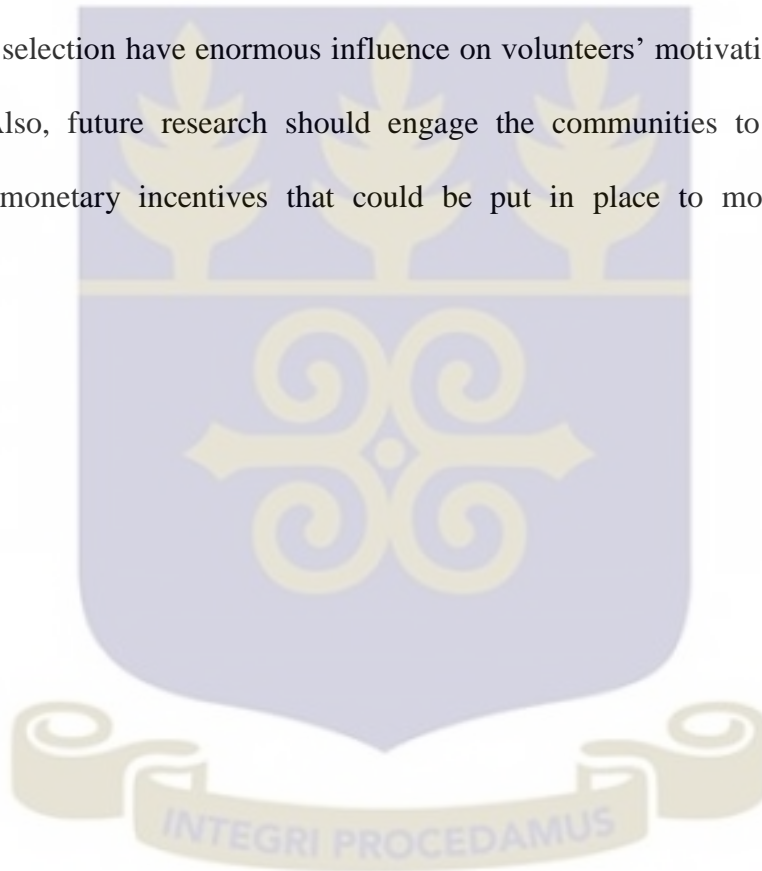 selection have enormous influence on volunteers’ motivati
Also, future research should engage the communities to
monetary incentives that could be put in place to mo
INTEGRI PROCEDAMUS